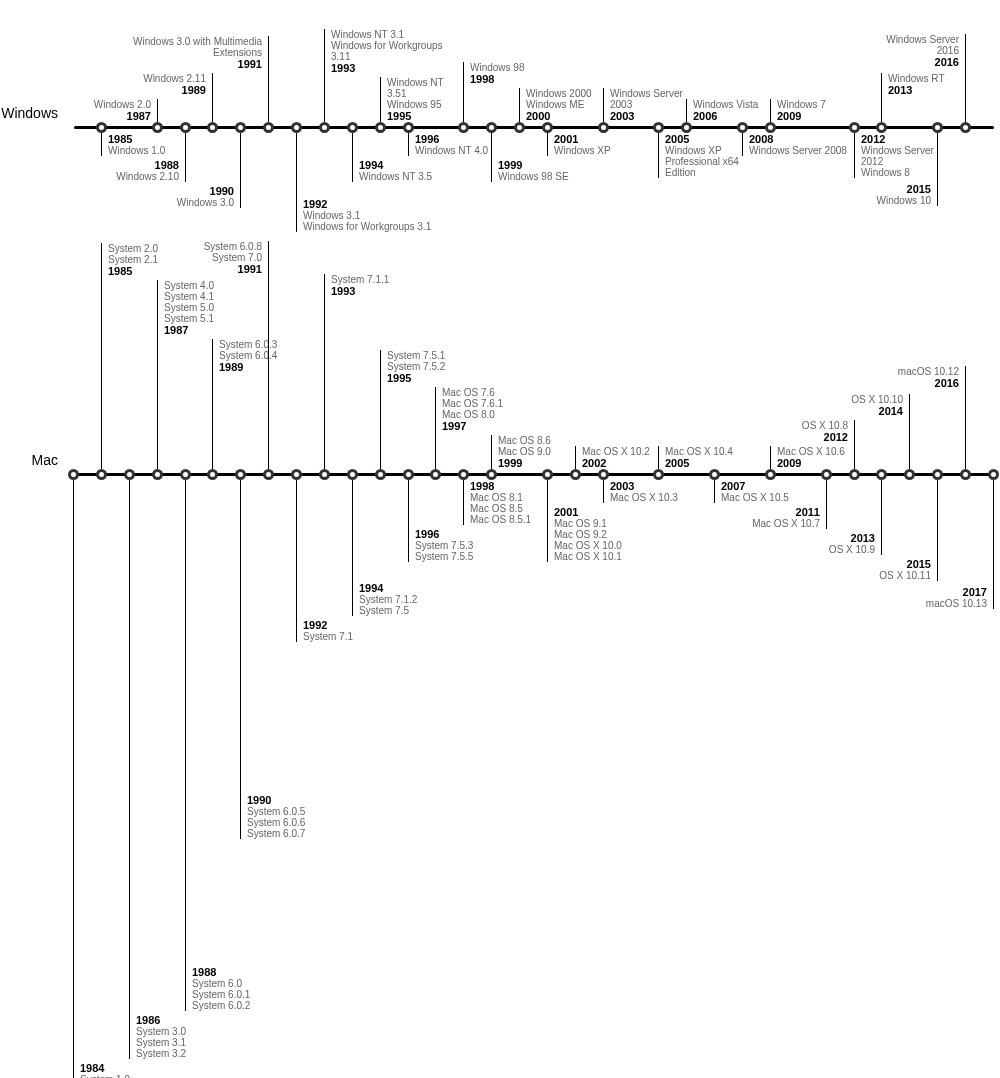 Windows NT 3.1
Windows for Workgroups
3.11
1993
Windows 3.0 with Multimedia
Extensions
1991
Windows Server
2016
2016
Windows 98
1998
Windows 2.11
1989
Windows NT
3.51
Windows 95
1995
Windows RT
2013
Windows 2000
Windows ME
2000
Windows Server
2003
2003
Windows 2.0
1987
Windows Vista
2006
Windows 7
2009
Windows
1985
Windows 1.0
1996
Windows NT 4.0
2001
Windows XP
2005
Windows XP
Professional x64
Edition
2008
Windows Server 2008
2012
Windows Server
2012
Windows 8
1988
Windows 2.10
1994
Windows NT 3.5
1999
Windows 98 SE
1990
Windows 3.0
2015
Windows 10
1992
Windows 3.1
Windows for Workgroups 3.1
System 2.0
System 2.1
1985
System 6.0.8
System 7.0
1991
System 7.1.1
1993
System 4.0
System 4.1
System 5.0
System 5.1
1987
System 6.0.3
System 6.0.4
1989
System 7.5.1
System 7.5.2
1995
macOS 10.12
2016
Mac OS 7.6
Mac OS 7.6.1
Mac OS 8.0
1997
OS X 10.10
2014
OS X 10.8
2012
Mac OS 8.6
Mac OS 9.0
1999
Mac OS X 10.2
2002
Mac OS X 10.4
2005
Mac OS X 10.6
2009
Mac
1998
Mac OS 8.1
Mac OS 8.5
Mac OS 8.5.1
2003
Mac OS X 10.3
2007
Mac OS X 10.5
2001
Mac OS 9.1
Mac OS 9.2
Mac OS X 10.0
Mac OS X 10.1
2011
Mac OS X 10.7
1996
System 7.5.3
System 7.5.5
2013
OS X 10.9
2015
OS X 10.11
1994
System 7.1.2
System 7.5
2017
macOS 10.13
1992
System 7.1
1990
System 6.0.5
System 6.0.6
System 6.0.7
1988
System 6.0
System 6.0.1
System 6.0.2
1986
System 3.0
System 3.1
System 3.2
1984
System 1.0